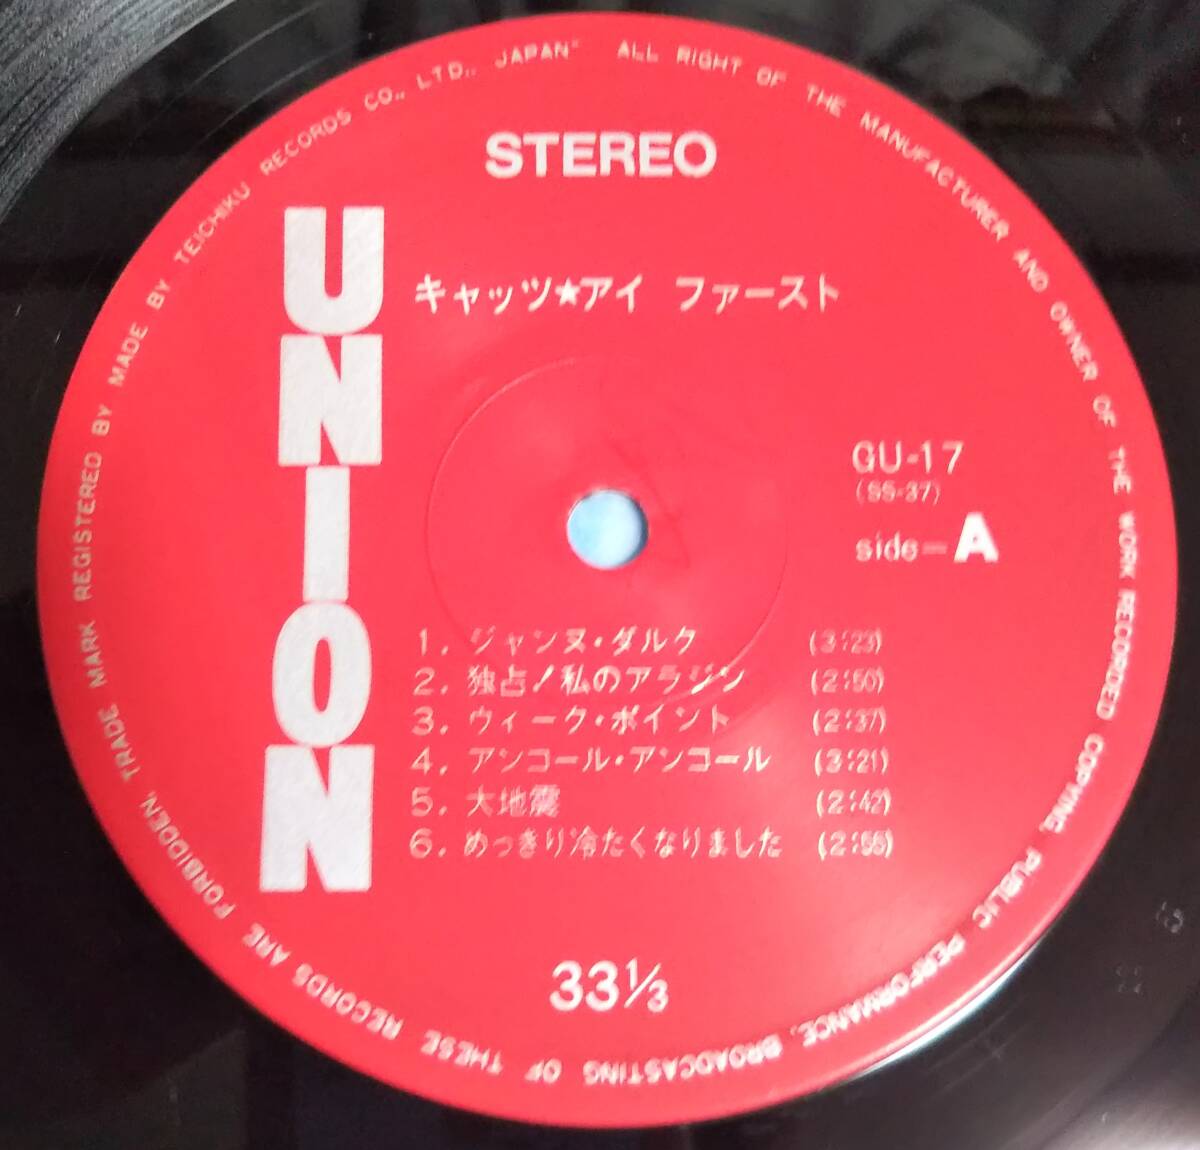 STEREO
UNION
キャッツ★アイ ファースト
GU-17
(SS-37)
side-A
1. ジャンヌ・ダルク (3:23)
2. 独占!私のアラジン (2:50)
3. ウィーク・ポイント (2:37)
4. アンコール・アンコール (3:21)
5. 大地震 (2:42)
6. めっきり冷たくなりました (2:55)
33⅓
ALL RIGHT OF THE MANUFACTURER AND OWNER OF THE WORK RECORDED COPYING, PUBLIC PERFORMANCE, BROADCASTING OF THESE RECORDS ARE FORBIDDEN, TRADE MARK REGISTERED BY MADE BY TEICHIKU RECORDS CO., LTD., JAPAN"